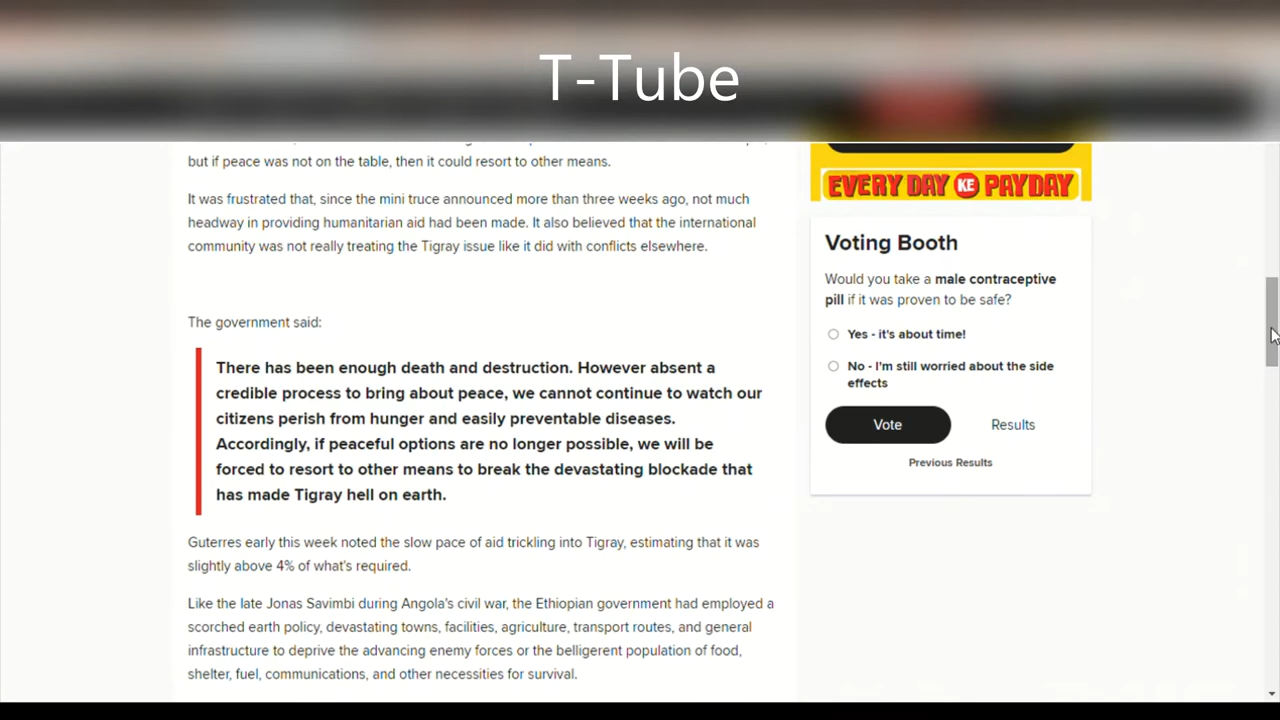 T-Tube
but if peace was not on the table, then it could resort to other means.
It was frustrated that, since the mini truce announced more than three weeks ago, not much
headway in providing humanitarian aid had been made. It also believed that the international
community was not really treating the Tigray issue like it did with conflicts elsewhere.
The government said:
There has been enough death and destruction. However absent a
credible process to bring about peace, we cannot continue to watch our
citizens perish from hunger and easily preventable diseases.
Accordingly, if peaceful options are no longer possible, we will be
forced to resort to other means to break the devastating blockade that
has made Tigray hell on earth.
Guterres early this week noted the slow pace of aid trickling into Tigray, estimating that it was
slightly above 4% of what's required.
Like the late Jonas Savimbi during Angola's civil war, the Ethiopian government had employed a
scorched earth policy, devastating towns, facilities, agriculture, transport routes, and general
infrastructure to deprive the advancing enemy forces or the belligerent population of food,
shelter, fuel, communications, and other necessities for survival.
EVERY DAY KE PAYDAY
Voting Booth
Would you take a male contraceptive
pill if it was proven to be safe?
Yes - it's about time!
No - I'm still worried about the side
effects
Vote
Results
Previous Results